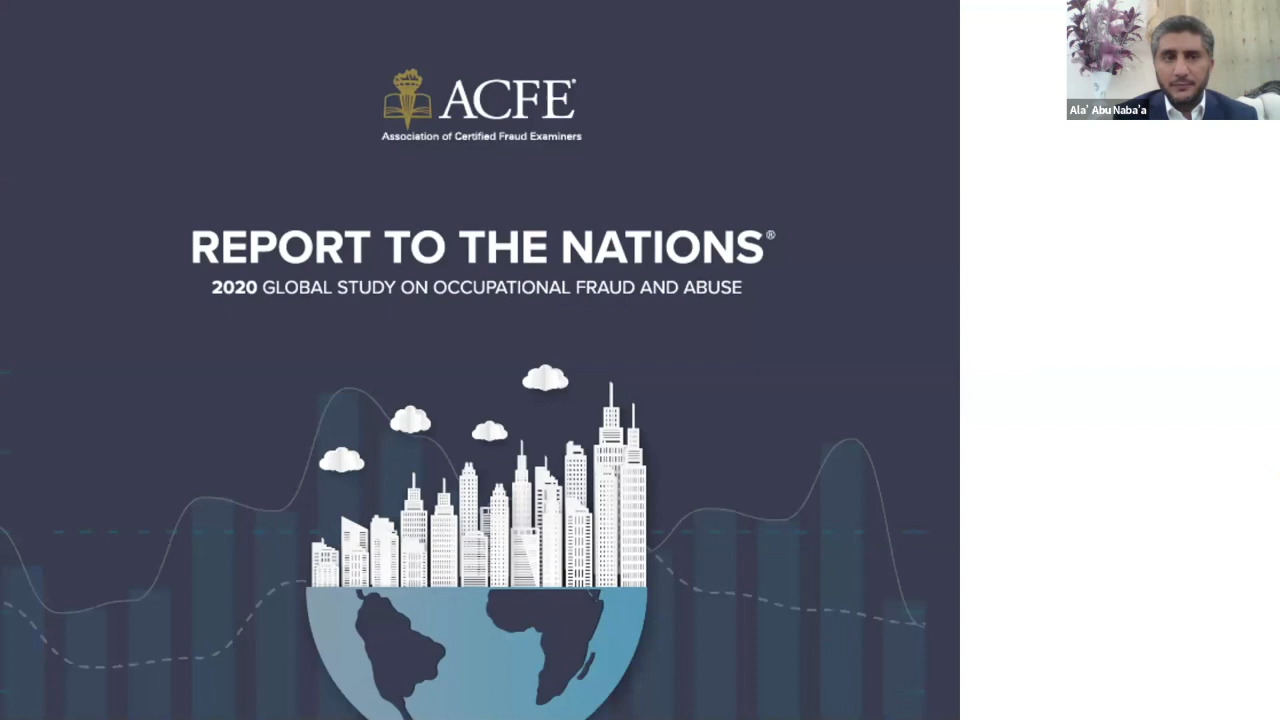 ACFE®
Association of Certified Fraud Examiners
REPORT TO THE NATIONS®
2020 GLOBAL STUDY ON OCCUPATIONAL FRAUD AND ABUSE
Ala' Abu Naba'a